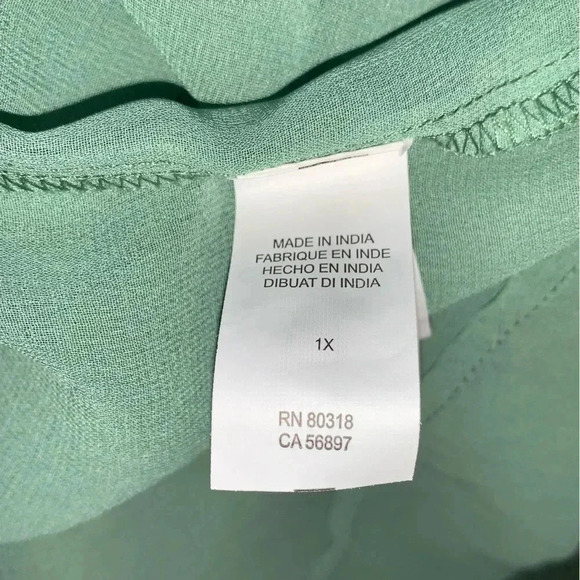 MADE IN INDIA
FABRIQUE EN INDE
HECHO EN INDIA
DIBUAT DI INDIA
1X
RN 80318
CA 56897